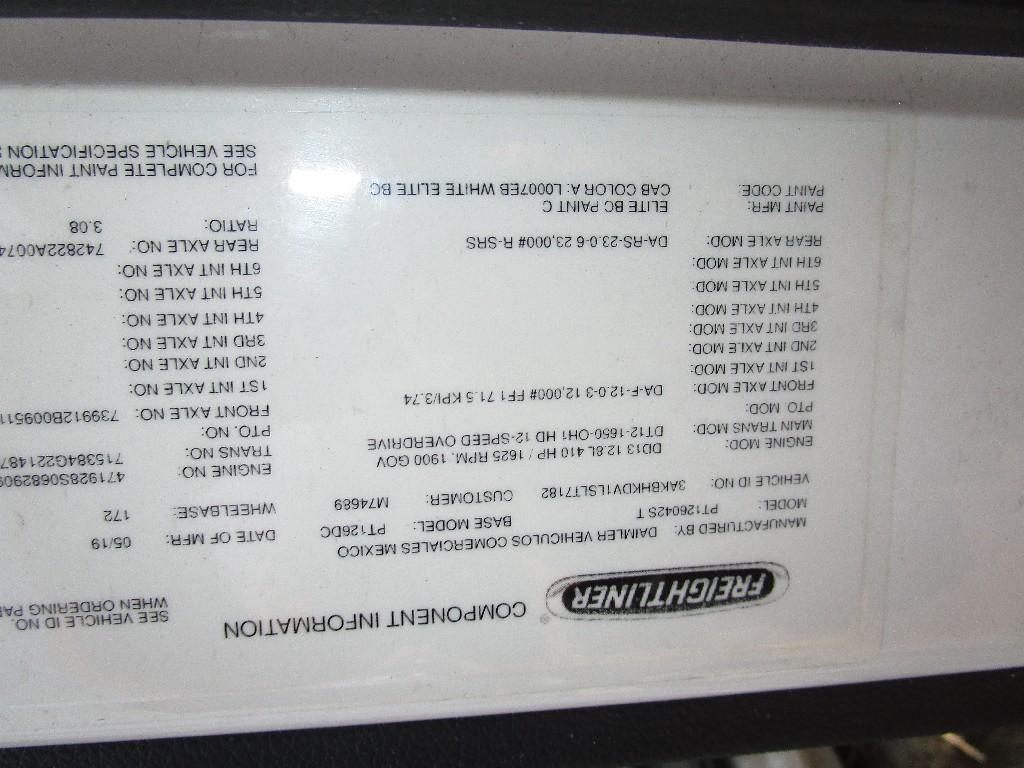 FREIGHTLINER ® COMPONENT INFORMATION
SEE VEHICLE ID NO.
WHEN ORDERING
MANUFACTURED BY: DAIMLER VEHICULOS COMERCIALES MEXICO DATE OF MFR: 05/19
MODEL: PT126042S T BASE MODEL: PT126DC WHEELBASE: 172
VEHICLE ID NO: 3AKBHKDV1LSLT7182 CUSTOMER: M74689
ENGINE MOD: DD13 12.8L 410 HP / 1625 RPM, 1900 GOV ENGINE NO: 471928S0682909
MAIN TRANS MOD: DT12-1650-OH1 HD 12-SPEED OVERDRIVE TRANS NO: 715384G221487
PTO. MOD: PTO. NO:
FRONT AXLE MOD: DA-F-12.0-3 12,000# FF1 71.5 KPI/3.74 FRONT AXLE NO: 739912B009511
1ST INT AXLE MOD: 1ST INT AXLE NO:
2ND INT AXLE MOD: 2ND INT AXLE NO:
3RD INT AXLE MOD: 3RD INT AXLE NO:
4TH INT AXLE MOD: 4TH INT AXLE NO:
5TH INT AXLE MOD: 5TH INT AXLE NO:
6TH INT AXLE MOD: 6TH INT AXLE NO:
REAR AXLE MOD: DA-RS-23.0-6 23,000# R-SRS REAR AXLE NO: 742822A0074
RATIO: 3.08
PAINT MFR: ELITE BC PAINT C
PAINT CODE: CAB COLOR A: L0007EB WHITE ELITE BC
FOR COMPLETE PAINT INFORM
SEE VEHICLE SPECIFICATION